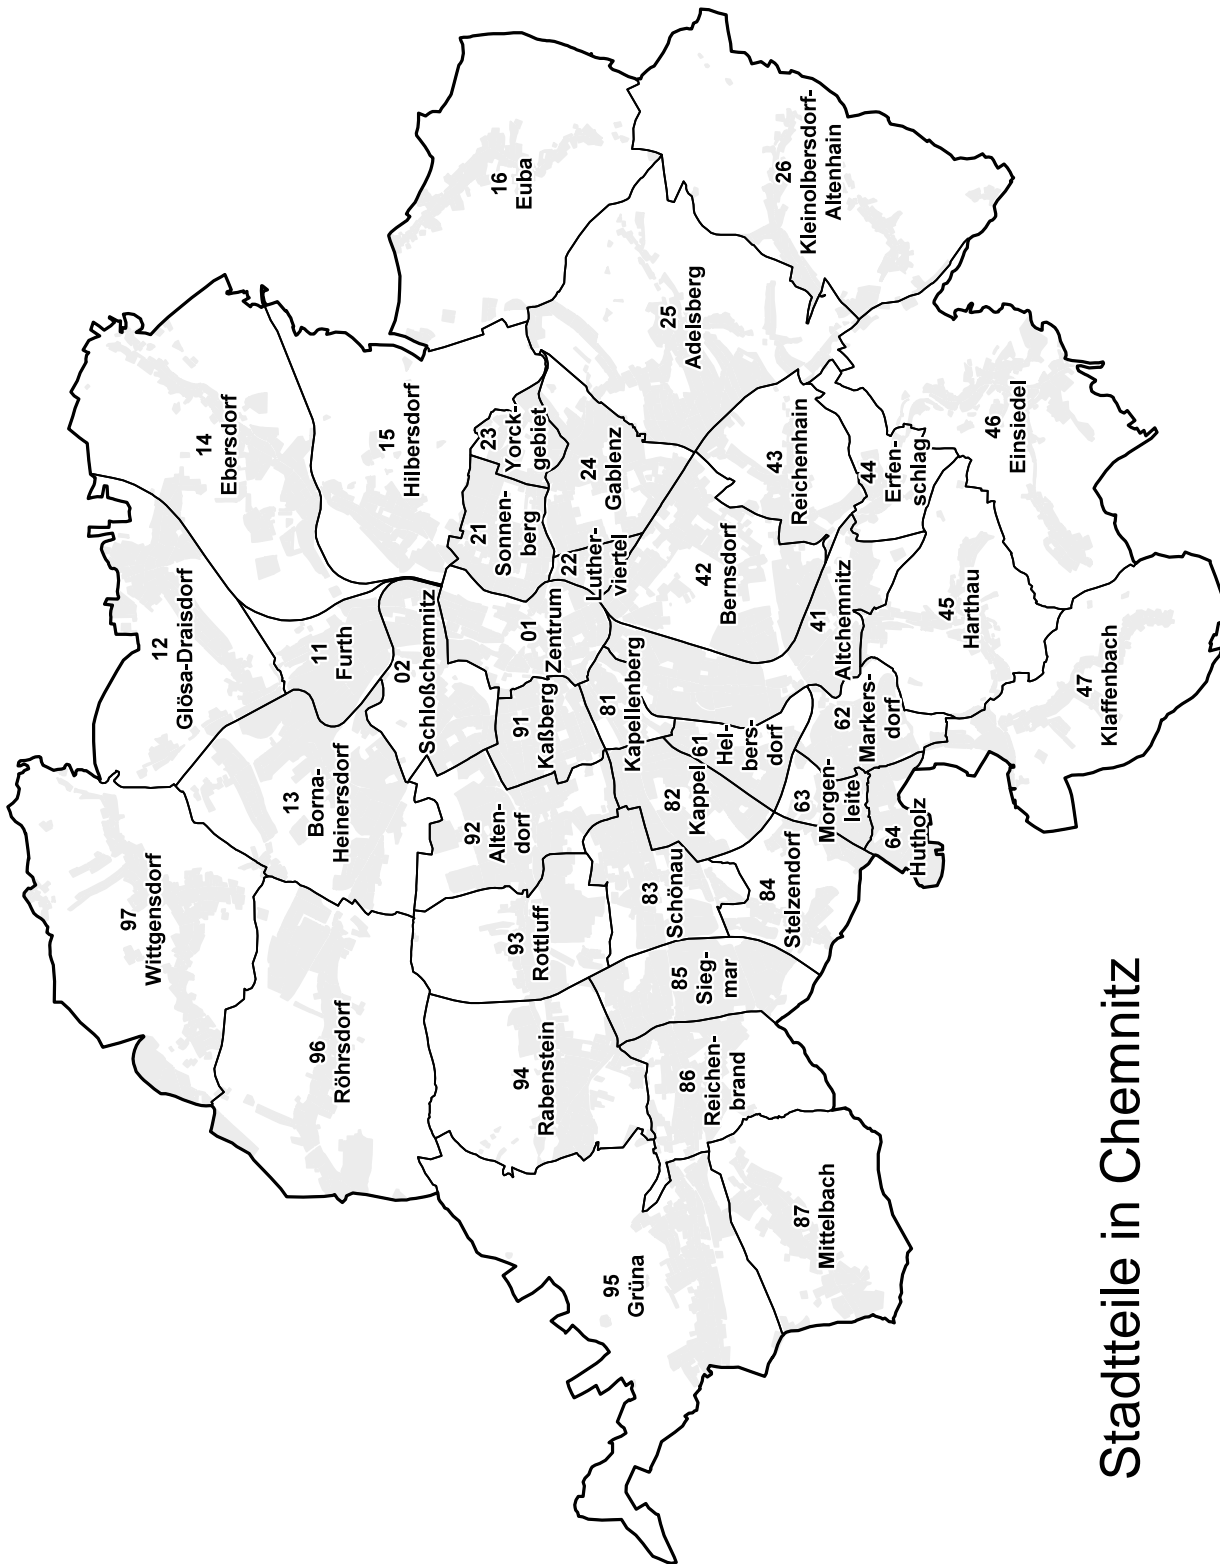 97
Wittgensdorf
12
Glösa-Draisdorf
14
Ebersdorf
96
Röhrsdorf
13
Borna-
Heinersdorf
11
Furth
15
Hilbersdorf
02
Schloßchemnitz
16
Euba
94
Rabenstein
93
Rottluff
92
Alten-
dorf
91
Kaßberg
01
Zentrum
21
Sonnen-
berg
23
Yorck-
gebiet
22
Luther-
viertel
24
Gablenz
95
Grüna
81
Kapellenberg
82
Kappel
83
Schönau
85
Sieg-
mar
86
Reichen-
brand
61
Hel-
bers-
dorf
42
Bernsdorf
25
Adelsberg
26
Kleinolbersdorf-
Altenhain
43
Reichenhain
84
Stelzendorf
87
Mittelbach
63
Morgen-
leite
62
Markers-
dorf
41
Altchemnitz
44
Erfen-
schlag
64
Hutholz
45
Harthau
46
Einsiedel
47
Klaffenbach
Stadtteile in Chemnitz